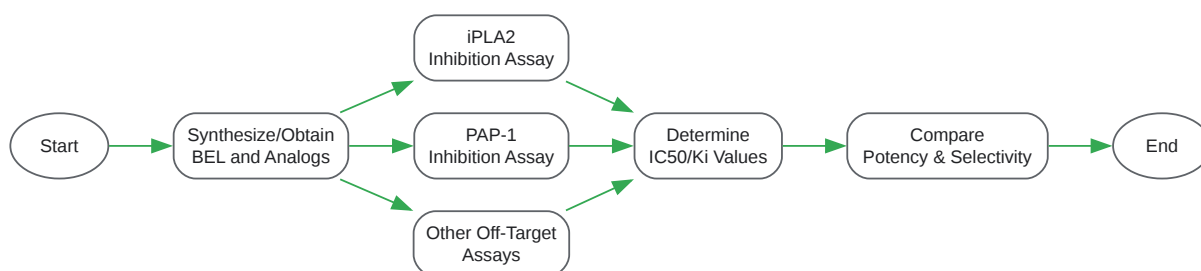 Start
Synthesize/Obtain
BEL and Analogs
iPLA2
Inhibition Assay
PAP-1
Inhibition Assay
Other Off-Target
Assays
Determine
IC50/Ki Values
Compare
Potency & Selectivity
End